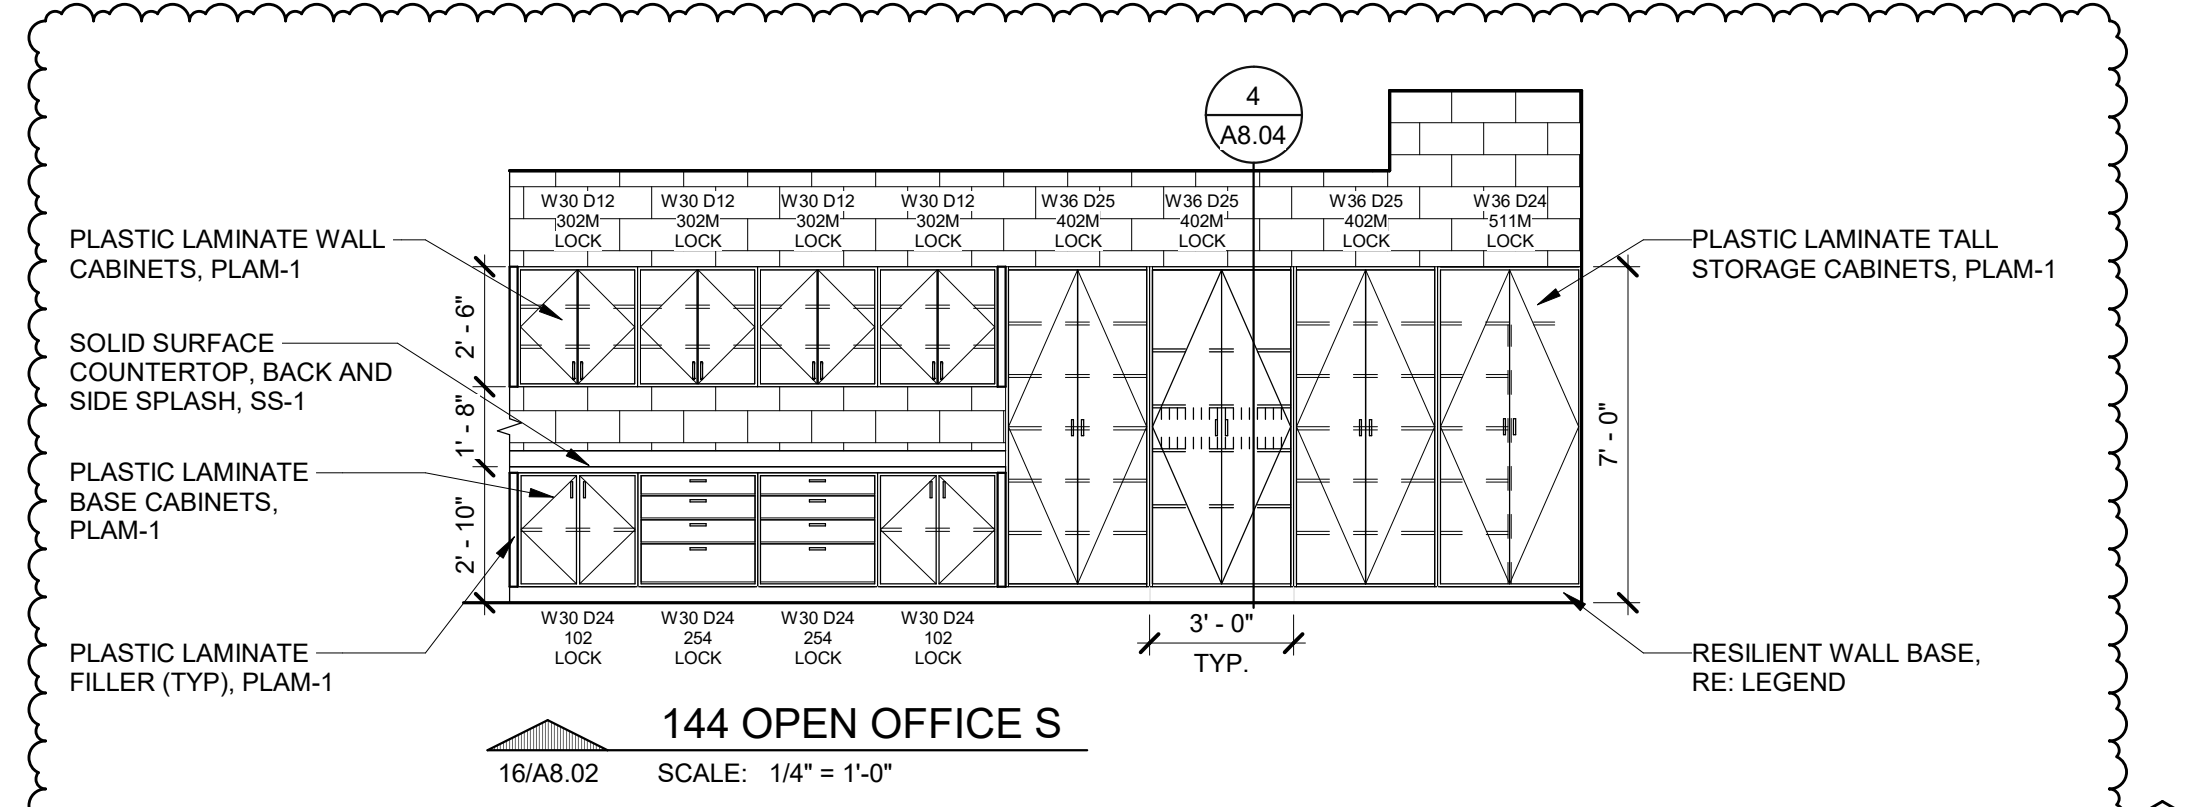 4
A8.04
W30 D12
302M
LOCK
W30 D12
302M
LOCK
W30 D12
302M
LOCK
W30 D12
302M
LOCK
W36 D25
402M
LOCK
W36 D25
402M
LOCK
W36 D25
402M
LOCK
W36 D24
511M
LOCK
PLASTIC LAMINATE WALL
CABINETS, PLAM-1
SOLID SURFACE
COUNTERTOP, BACK AND
SIDE SPLASH, SS-1
PLASTIC LAMINATE
BASE CABINETS,
PLAM-1
PLASTIC LAMINATE
FILLER (TYP), PLAM-1
2' - 6"
1' - 8"
2' - 10"
PLASTIC LAMINATE TALL
STORAGE CABINETS, PLAM-1
7' - 0"
RESILIENT WALL BASE,
RE: LEGEND
W30 D24
102
LOCK
W30 D24
254
LOCK
W30 D24
254
LOCK
W30 D24
102
LOCK
3' - 0"
TYP.
144 OPEN OFFICE S
16/A8.02
SCALE: 1/4" = 1'-0"